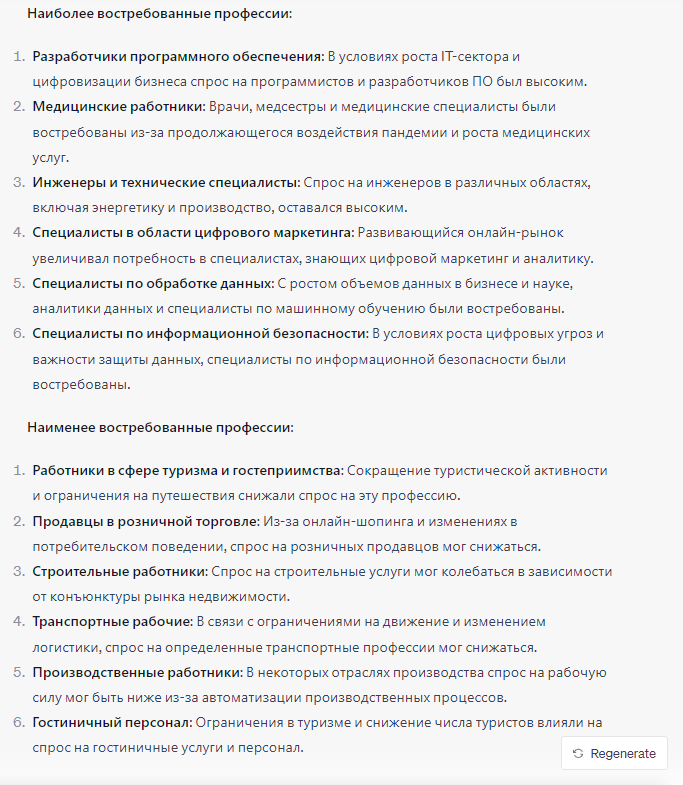 Наиболее востребованные профессии:
1. Разработчики программного обеспечения: В условиях роста IT-сектора и
цифровизации бизнеса спрос на программистов и разработчиков ПО был высоким.
2. Медицинские работники: Врачи, медсестры и медицинские специалисты были
востребованы из-за продолжающегося воздействия пандемии и роста медицинских
услуг.
3. Инженеры и технические специалисты: Спрос на инженеров в различных областях,
включая энергетику и производство, оставался высоким.
4. Специалисты в области цифрового маркетинга: Развивающийся онлайн-рынок
увеличивал потребность в специалистах, знающих цифровой маркетинг и аналитику.
5. Специалисты по обработке данных: С ростом объемов данных в бизнесе и науке,
аналитики данных и специалисты по машинному обучению были востребованы.
6. Специалисты по информационной безопасности: В условиях роста цифровых угроз и
важности защиты данных, специалисты по информационной безопасности были
востребованы.
Наименее востребованные профессии:
1. Работники в сфере туризма и гостеприимства: Сокращение туристической активности
и ограничения на путешествия снижали спрос на эту профессию.
2. Продавцы в розничной торговле: Из-за онлайн-шопинга и изменениях в
потребительском поведении, спрос на розничных продавцов мог снижаться.
3. Строительные работники: Спрос на строительные услуги мог колебаться в зависимости
от конъюнктуры рынка недвижимости.
4. Транспортные рабочие: В связи с ограничениями на движение и изменением
логистики, спрос на определенные транспортные профессии мог снижаться.
5. Производственные работники: В некоторых отраслях производства спрос на рабочую
силу мог быть ниже из-за автоматизации производственных процессов.
6. Гостиничный персонал: Ограничения в туризме и снижение числа туристов влияли на
спрос на гостиничные услуги и персонал.
Regenerate